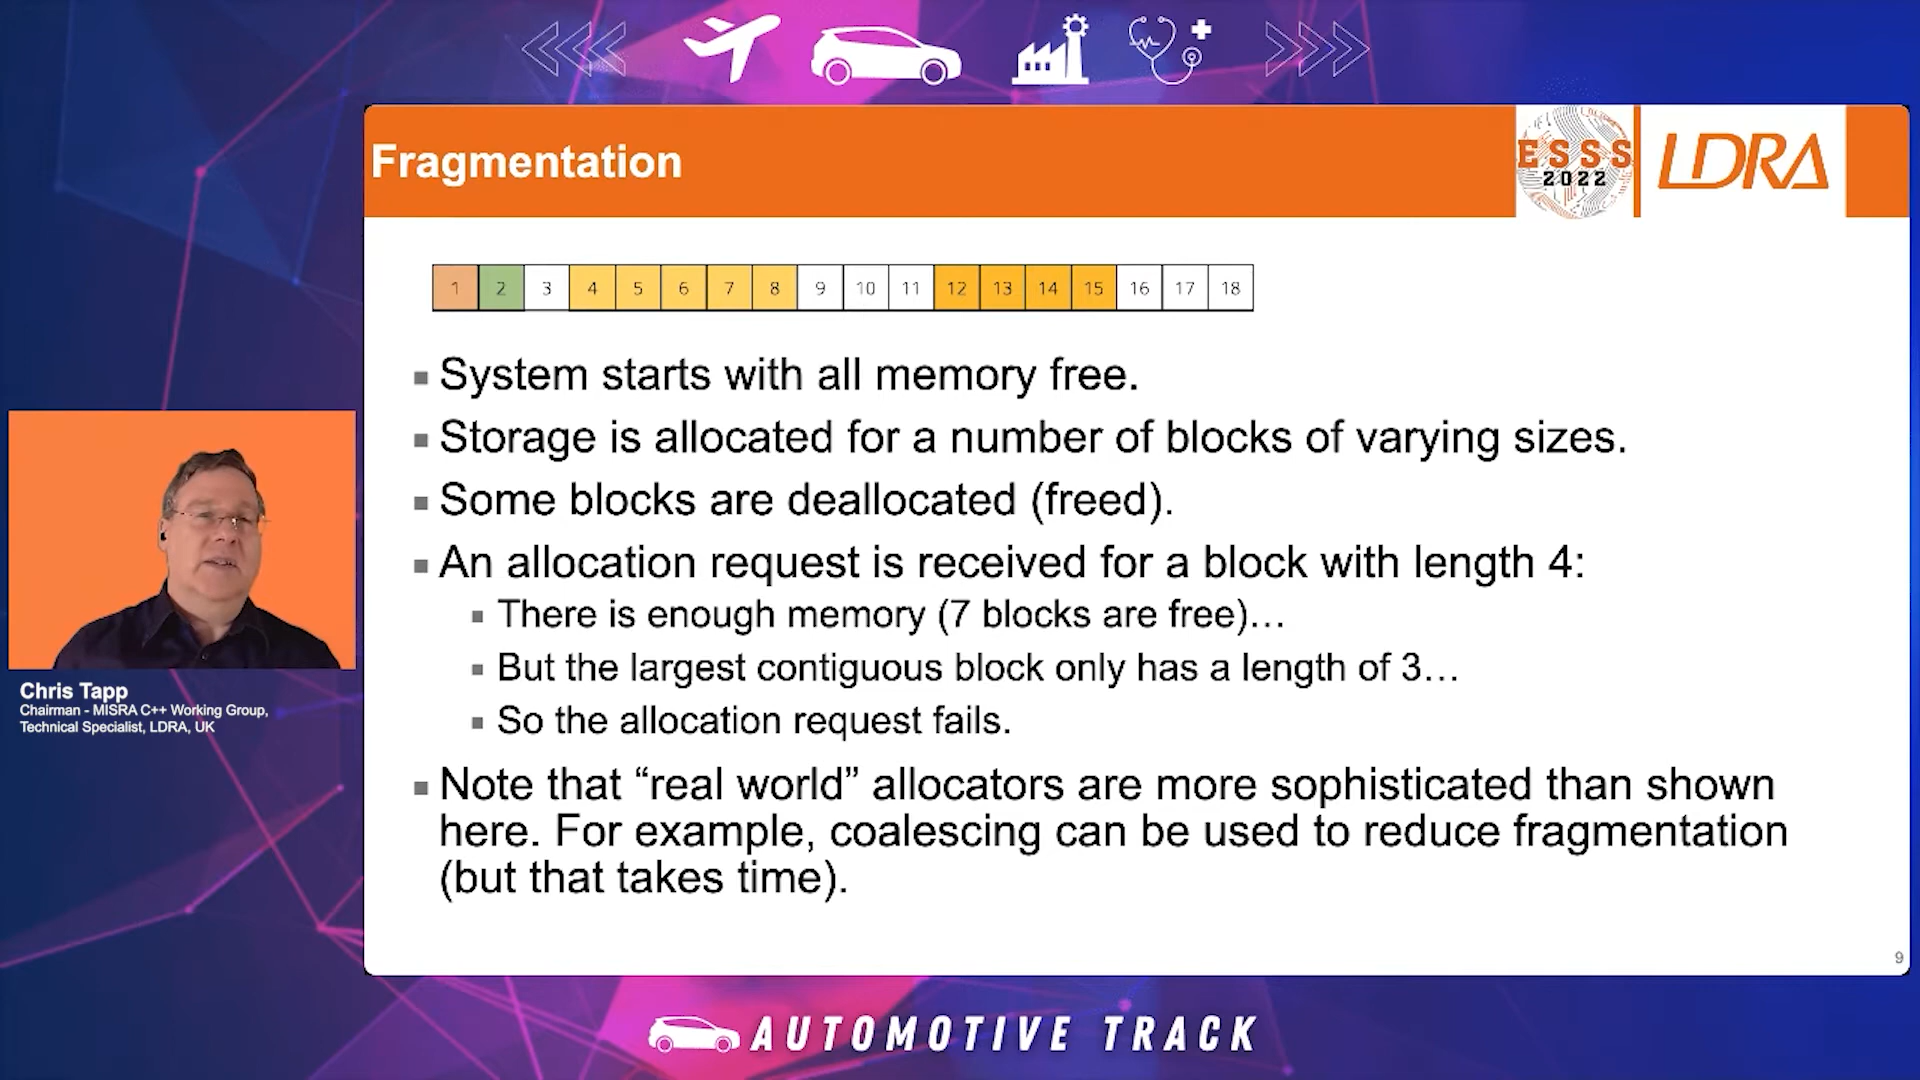 Fragmentation
ESSS
2022
LDRA
1 2 3 4 5 6 7 8 9 10 11 12 13 14 15 16 17 18
▪ System starts with all memory free.
▪ Storage is allocated for a number of blocks of varying sizes.
▪ Some blocks are deallocated (freed).
▪ An allocation request is received for a block with length 4:
▪ There is enough memory (7 blocks are free)…
▪ But the largest contiguous block only has a length of 3…
▪ So the allocation request fails.
▪ Note that “real world” allocators are more sophisticated than shown
here. For example, coalescing can be used to reduce fragmentation
(but that takes time).
9
Chris Tapp
Chairman - MISRA C++ Working Group,
Technical Specialist, LDRA, UK
AUTOMOTIVE TRACK